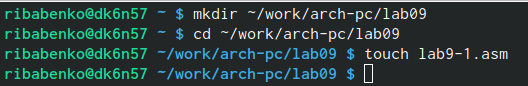 ribabenko@dk6n57 ~ $ mkdir ~/work/arch-pc/lab09
ribabenko@dk6n57 ~ $ cd ~/work/arch-pc/lab09
ribabenko@dk6n57 ~/work/arch-pc/lab09 $ touch lab9-1.asm
ribabenko@dk6n57 ~/work/arch-pc/lab09 $